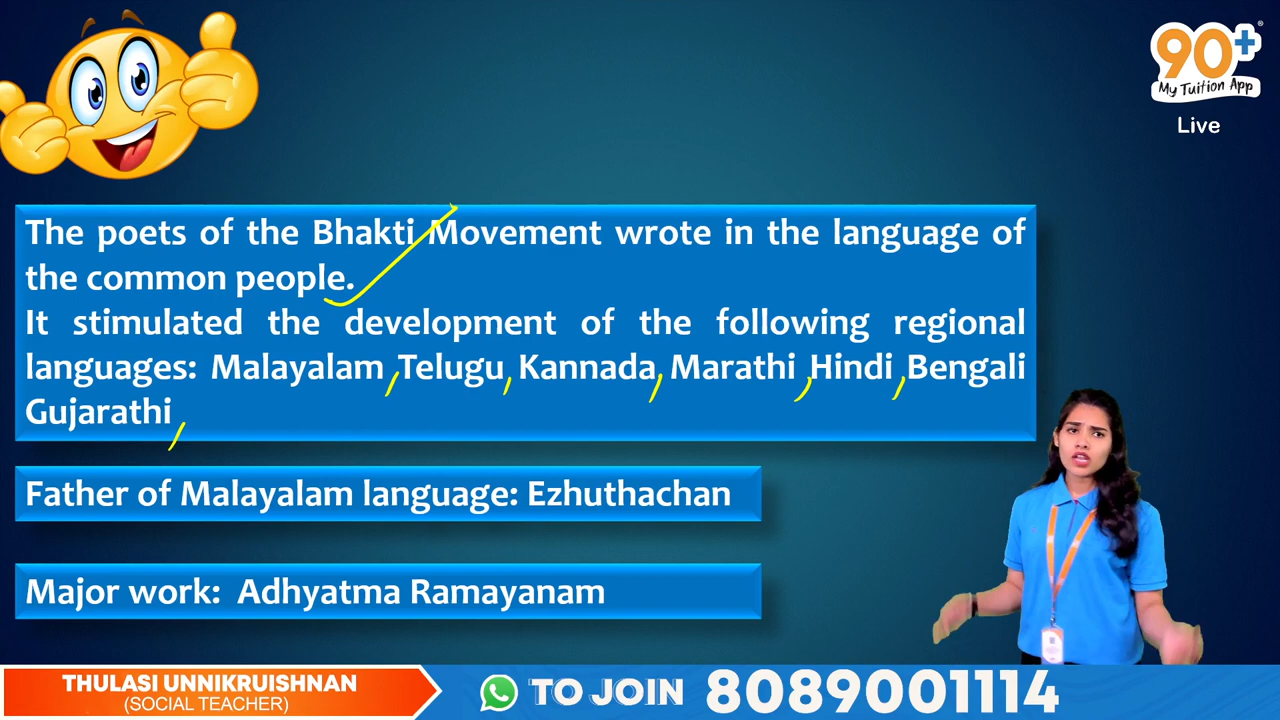 90+
My Tuition App
Live
The poets of the Bhakti Movement wrote in the language of
the common people.
It stimulated the development of the following regional
languages: Malayalam Telugu Kannada Marathi Hindi Bengali
Gujarathi
Father of Malayalam language: Ezhuthachan
Major work: Adhyatma Ramayanam
THULASI UNNIKRUISHNAN
(SOCIAL TEACHER)
TO JOIN 8089001114